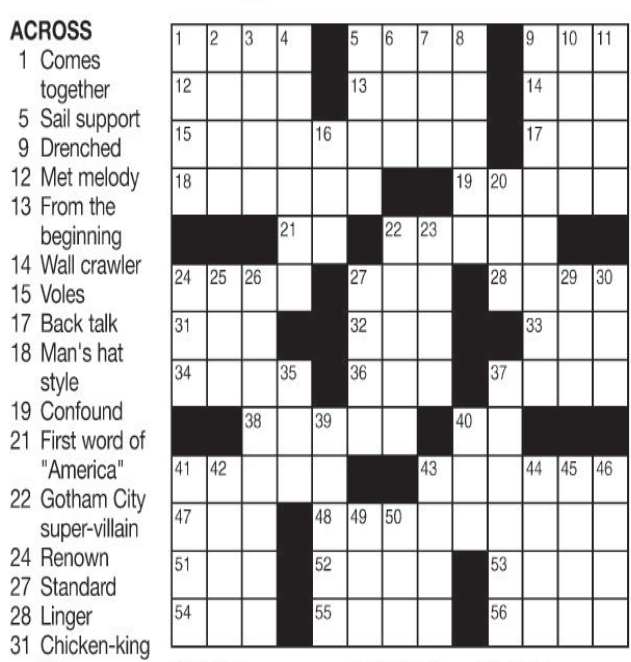 ACROSS
1 Comes
together
5 Sail support
9 Drenched
12 Met melody
13 From the
beginning
14 Wall crawler
15 Voles
17 Back talk
18 Man's hat
style
19 Confound
21 First word of
"America"
22 Gotham City
super-villain
24 Renown
27 Standard
28 Linger
31 Chicken-king
1 2 3 4 5 6 7 8 9 10 11
12 13 14
15 16 17
18 19 20
21 22 23
24 25 26 27 28 29 30
31 32 33
34 35 36 37
38 39 40
41 42 43 44 45 46
47 48 49 50
51 52 53
54 55 56